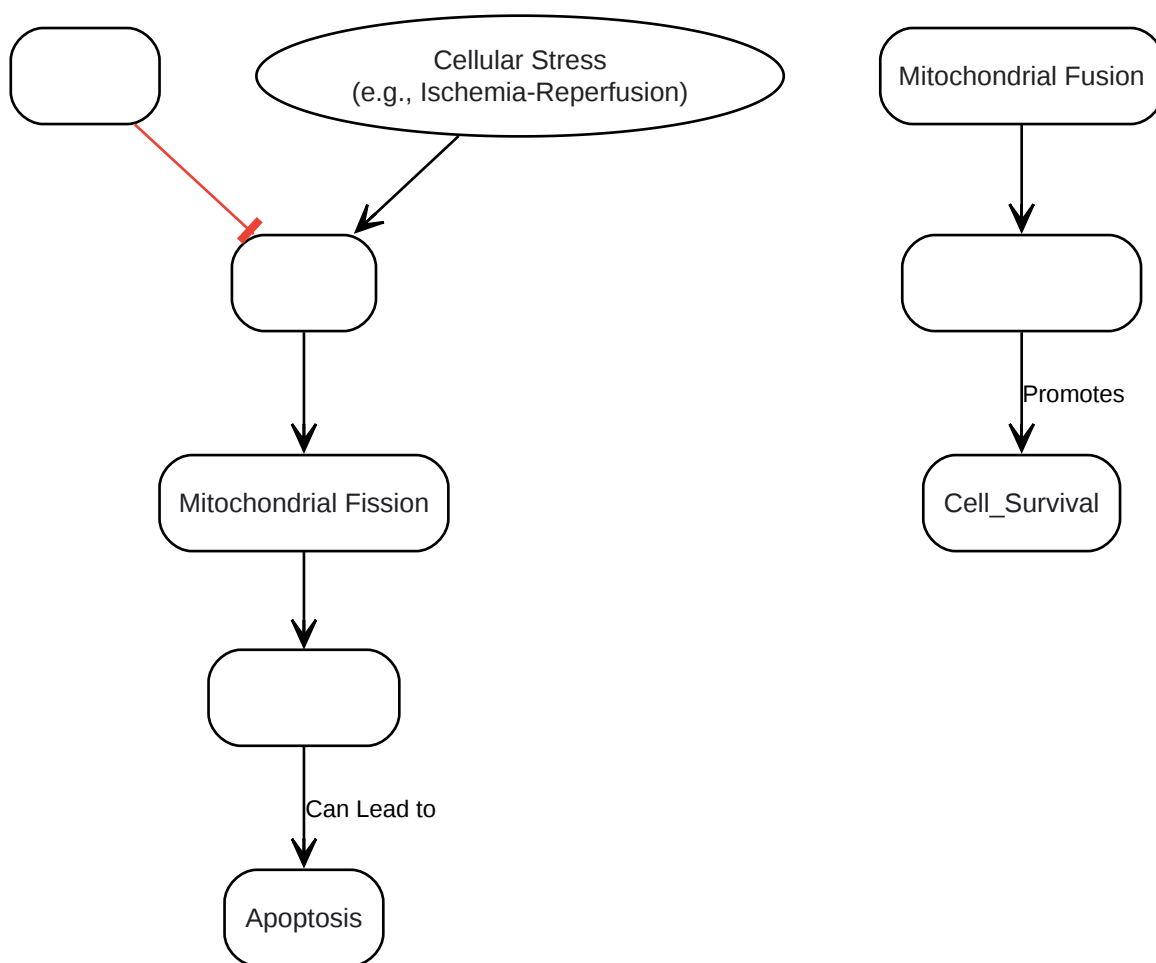 Cellular Stress
(e.g., Ischemia-Reperfusion)
Mitochondrial Fusion
Promotes
Mitochondrial Fission
Cell_Survival
Can Lead to
Apoptosis